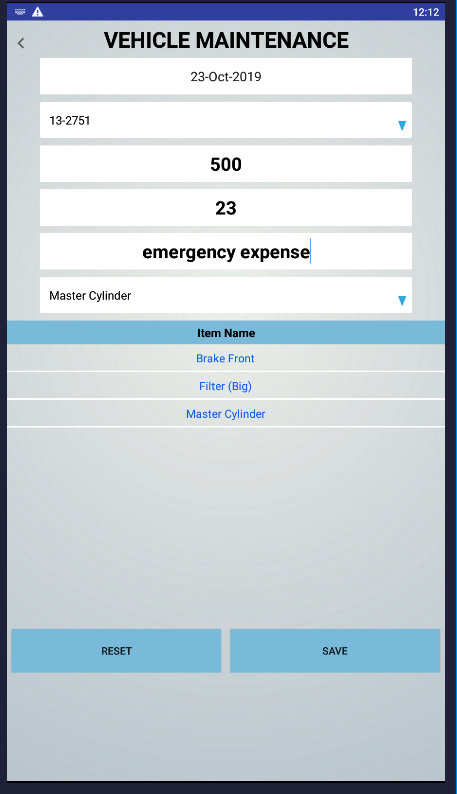 12:12
VEHICLE MAINTENANCE
23-Oct-2019
13-2751
500
23
emergency expense
Master Cylinder
Item Name
Brake Front
Filter (Big)
Master Cylinder
RESET SAVE